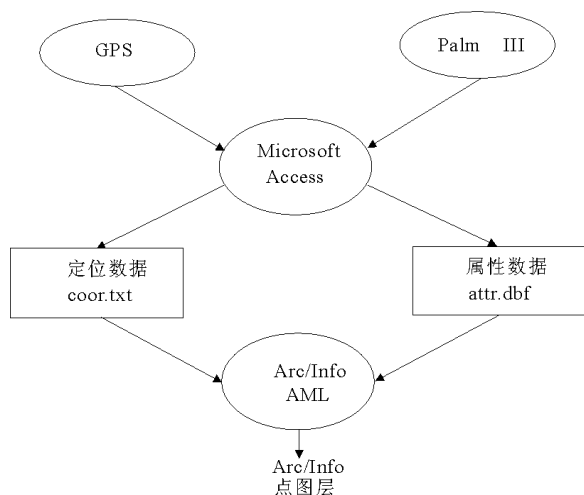 GPS
Palm III
Microsoft
Access
定位数据
coor.txt
属性数据
attr.dbf
Arc/Info
AML
Arc/Info
点图层